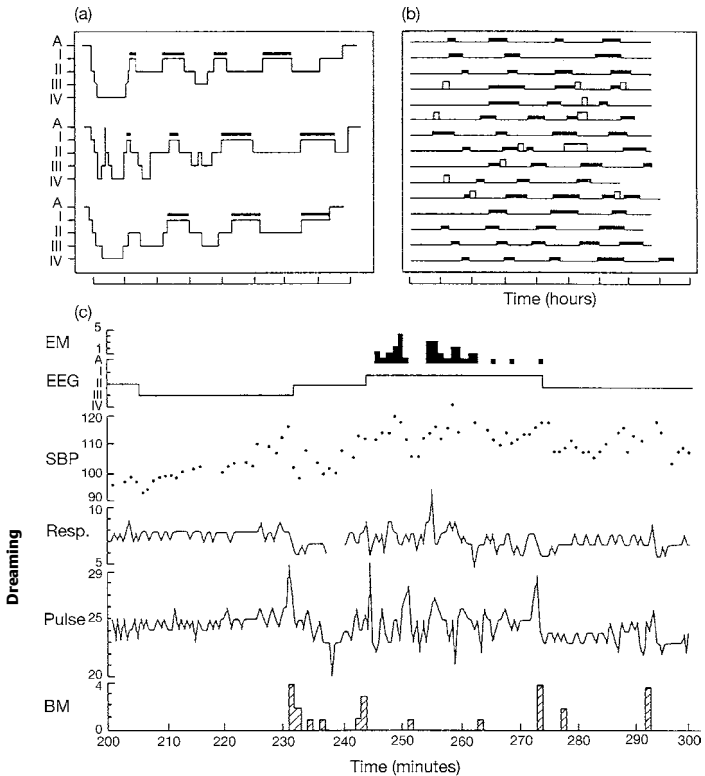 (a)
A
I
II
III
IV
A
I
II
III
IV
A
I
II
III
IV
(b)
Time (hours)
(c)
EM
5
1
EEG
A
I
II
III
IV
SBP
120
110
100
90
Resp.
10
5
Pulse
29
25
20
BM
4
0
200 210 220 230 240 250 260 270 280 290 300
Time (minutes)
Dreaming